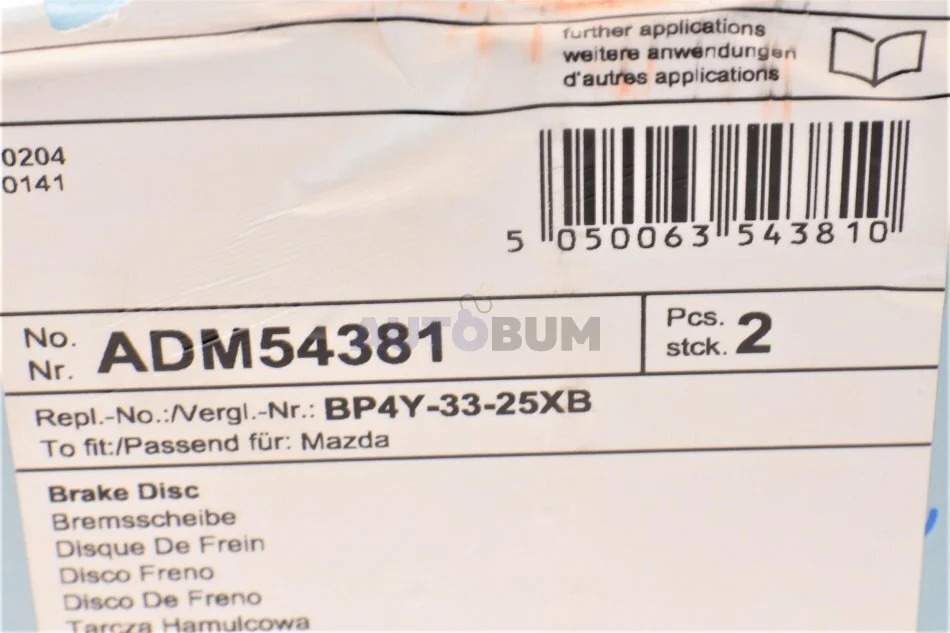 further applications
weitere anwendungen
d'autres applications
0204
0141
5 050063 543810
No.
Nr. ADM54381
Pcs.
stck. 2
AUTOBUM
Repl.-No.:/Vergl.-Nr.: BP4Y-33-25XB
To fit:/Passend für: Mazda
Brake Disc
Bremsscheibe
Disque De Frein
Disco Freno
Disco De Freno
Tarcza Hamulcowa